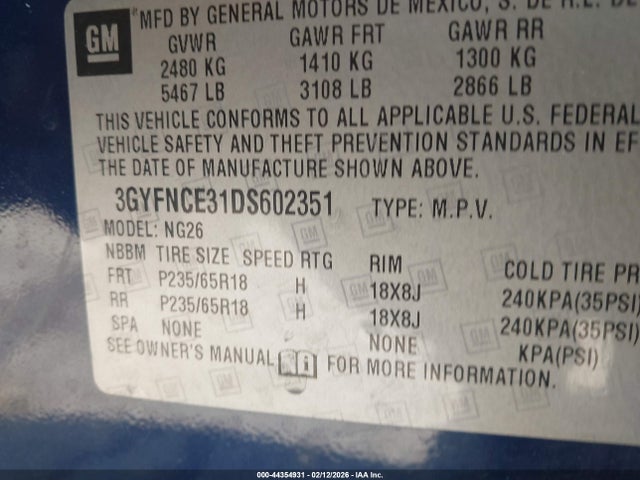 GM
*MFD BY GENERAL MOTORS DE MEXICO, S. DE R.L. DE
GVWR GAWR FRT GAWR RR
2480 KG 1410 KG 1300 KG
5467 LB 3108 LB 2866 LB
THIS VEHICLE CONFORMS TO ALL APPLICABLE U.S. FEDERAL
VEHICLE SAFETY AND THEFT PREVENTION STANDARDS IN EF
THE DATE OF MANUFACTURE SHOWN ABOVE.
3GYFNCE31DS602351 TYPE: M.P.V.
MODEL: NG26
NBBM TIRE SIZE SPEED RTG RIM COLD TIRE PR
FRT P235/65R18 H 18X8J 240KPA(35PSI)
RR P235/65R18 H 18X8J 240KPA(35PSI)
SPA NONE NONE KPA(PSI)
SEE OWNER'S MANUAL FOR MORE INFORMATION.
000-44354931 - 02/12/2026 - IAA Inc.